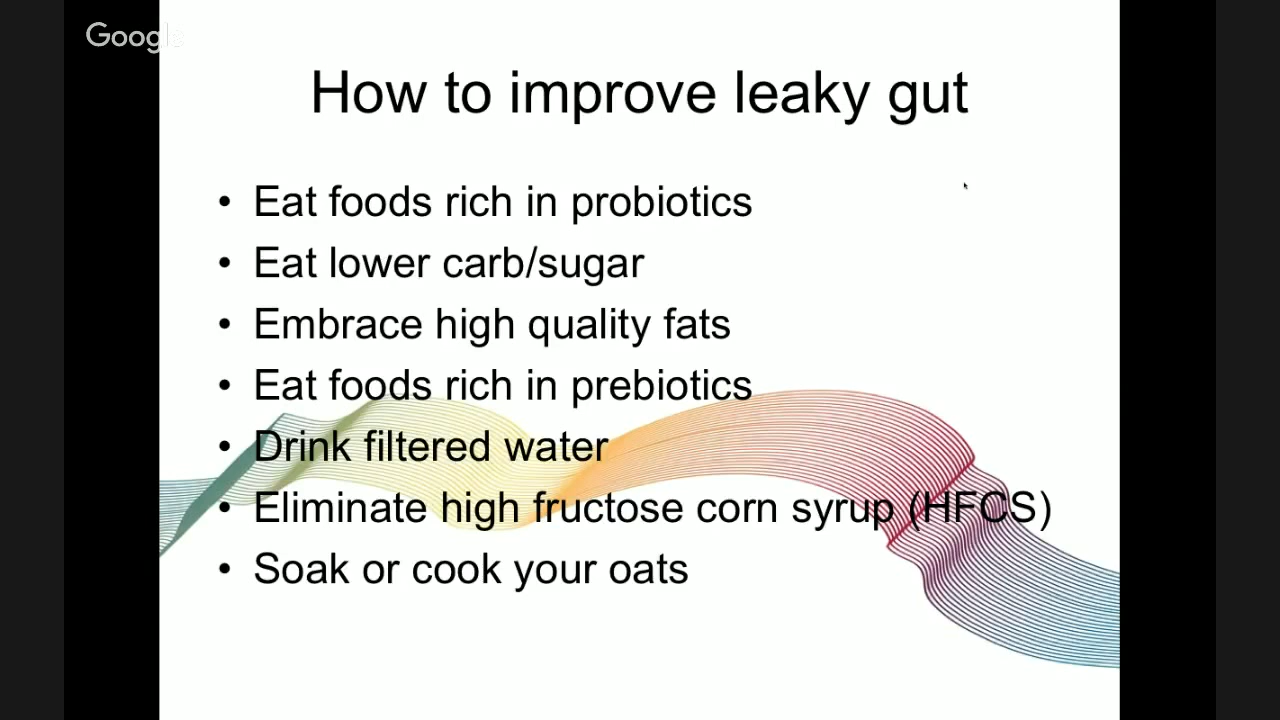 Google
How to improve leaky gut
• Eat foods rich in probiotics
• Eat lower carb/sugar
• Embrace high quality fats
• Eat foods rich in prebiotics
• Drink filtered water
• Eliminate high fructose corn syrup (HFCS)
• Soak or cook your oats